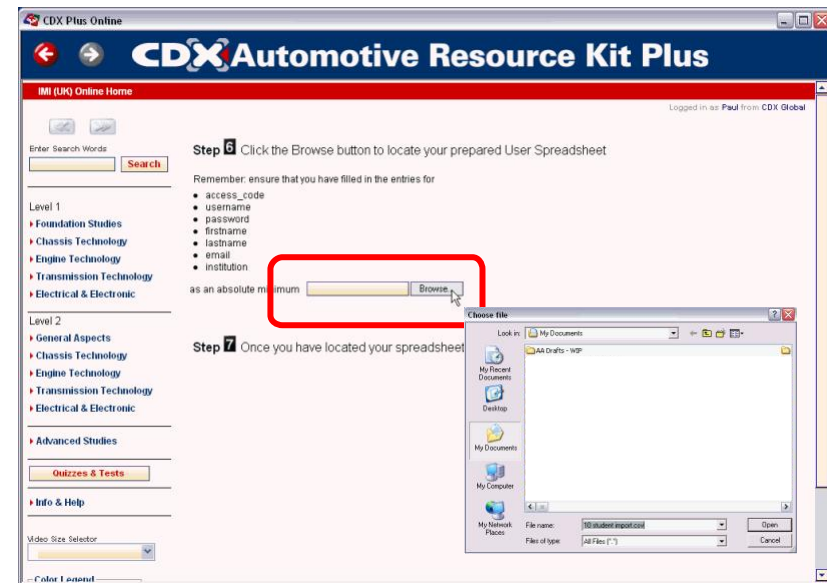 CDX Plus Online
CDX Automotive Resource Kit Plus
IMI (UK) Online Home
Logged in as Paul from CDX Global
Enter Search Words
Search
Level 1
Foundation Studies
Chassis Technology
Engine Technology
Transmission Technology
Electrical & Electronic
Level 2
General Aspects
Chassis Technology
Engine Technology
Transmission Technology
Electrical & Electronic
Advanced Studies
Quizzes & Tests
Info & Help
Video Size Selector
Color Legend
Step 6 Click the Browse button to locate your prepared User Spreadsheet
Remember: ensure that you have filled in the entries for
• access_code
• username
• password
• firstname
• lastname
• email
• institution
as an absolute minimum Browse...
Step 7 Once you have located your spreadsheet
Choose file
Look in: My Documents
AA Drafts - WIP
My Recent
Documents
Desktop
My Documents
My Computer
My Network
Places
File name: 10 student import.csv Open
Files of type: All Files (*.*) Cancel